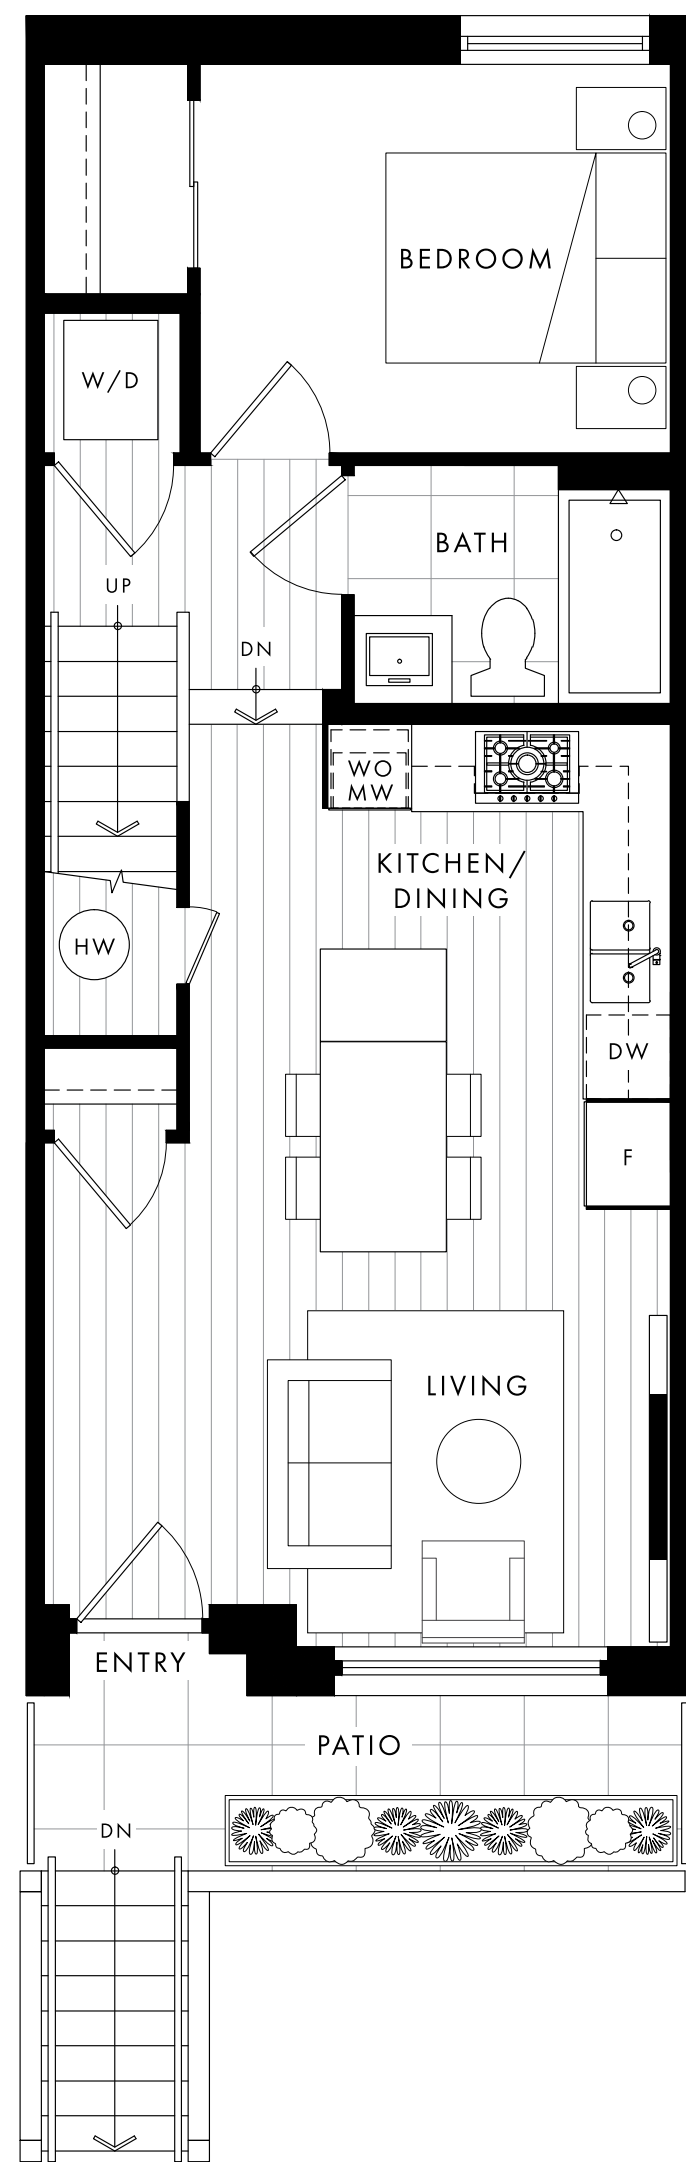 BEDROOM
W/D
BATH
UP
DN
WO
MW
KITCHEN/
DINING
HW
DW
F
LIVING
ENTRY
PATIO
DN